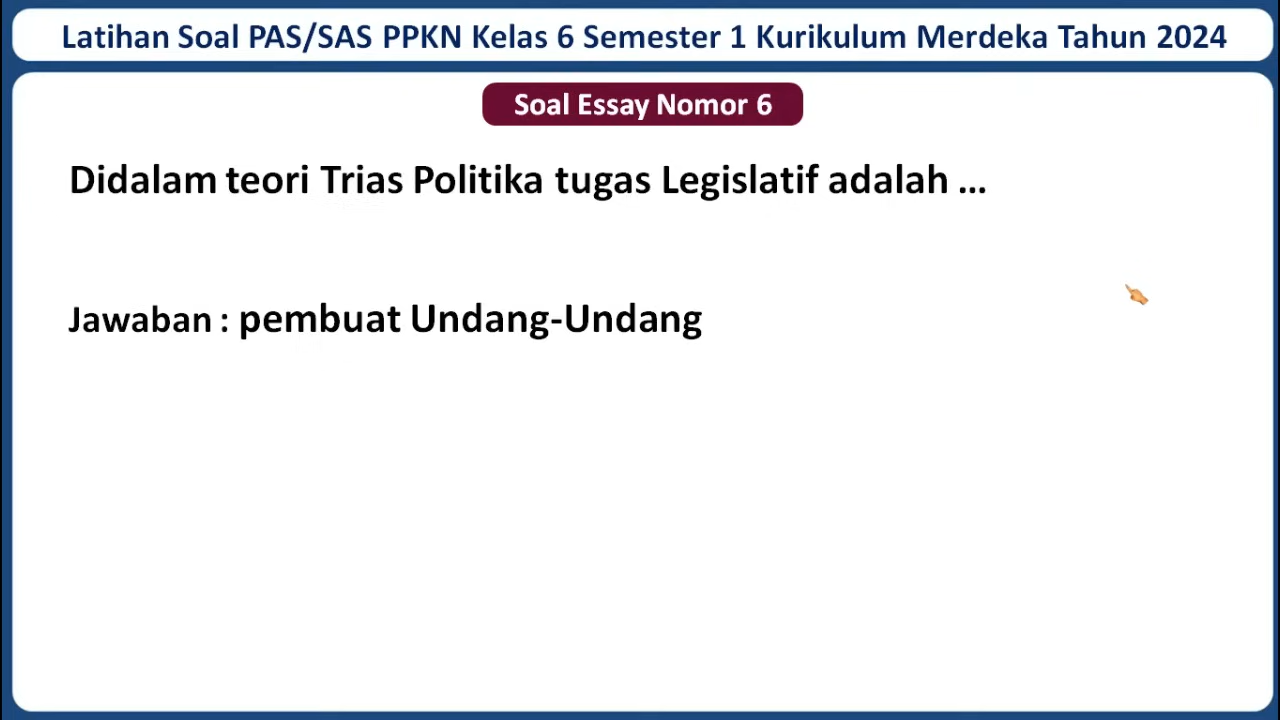 Latihan Soal PAS/SAS PPKN Kelas 6 Semester 1 Kurikulum Merdeka Tahun 2024
Soal Essay Nomor 6
Didalam teori Trias Politika tugas Legislatif adalah ...
Jawaban : pembuat Undang-Undang